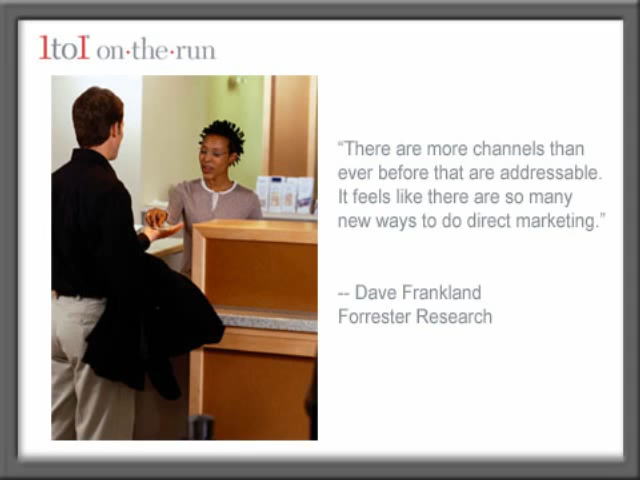 1to1 on·the·run
“There are more channels than
ever before that are addressable.
It feels like there are so many
new ways to do direct marketing.”
-- Dave Frankland
Forrester Research